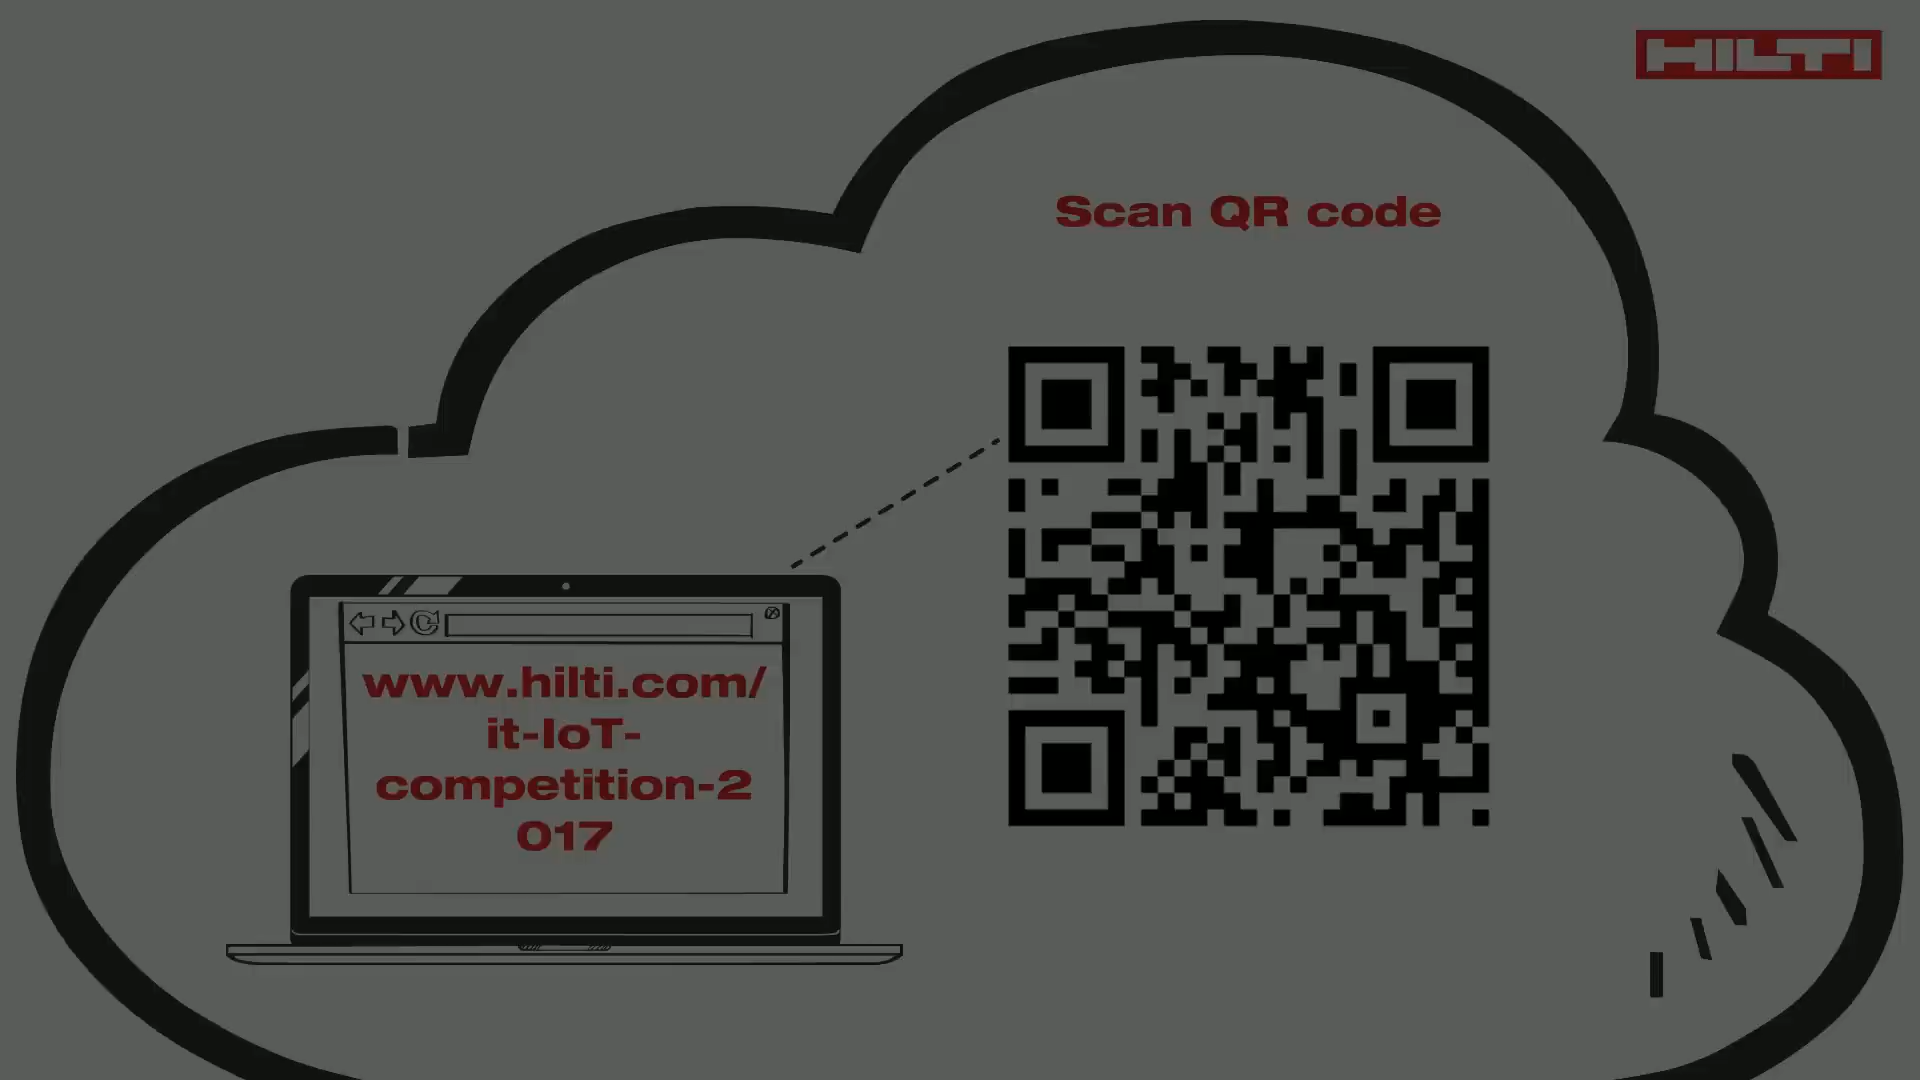 HILTI
Scan QR code
www.hilti.com/
it-IoT-
competition-2
017